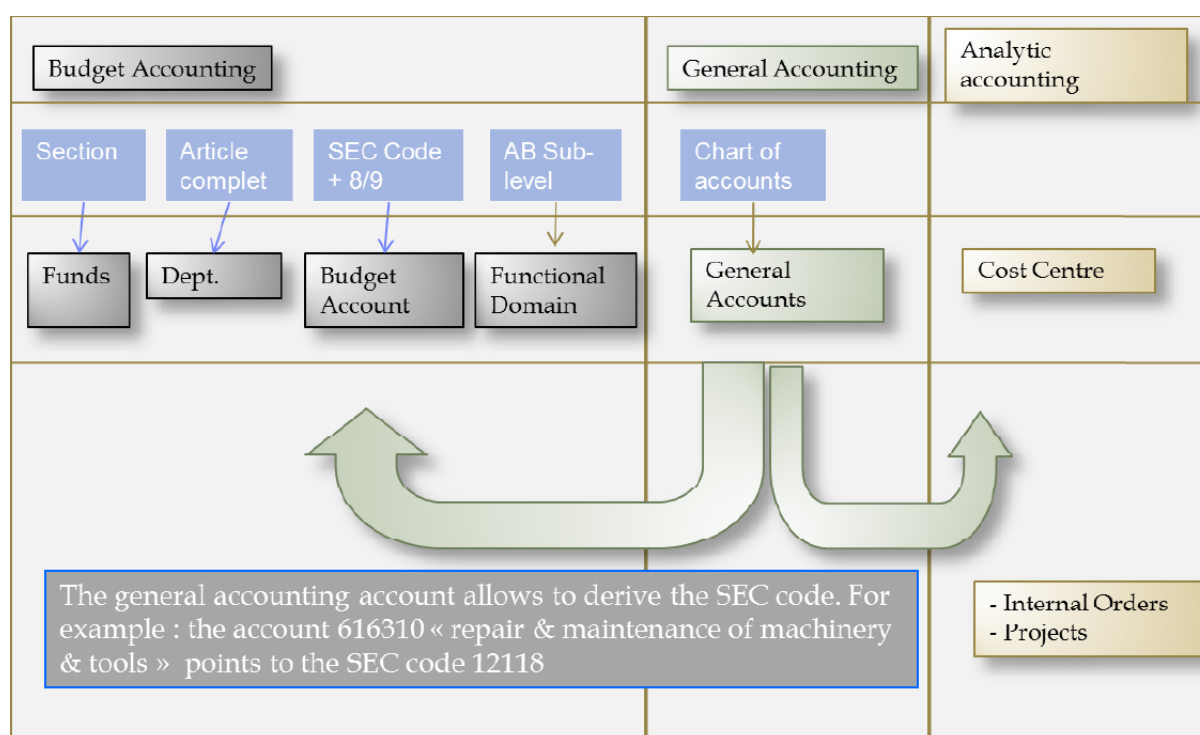 Budget Accounting
General Accounting
Analytic
accounting
Section
Article
complet
SEC Code
+ 8/9
AB Sub-
level
Chart of
accounts
Funds
Dept.
Budget
Account
Functional
Domain
General
Accounts
Cost Centre
The general accounting account allows to derive the SEC code. For
example : the account 616310 « repair & maintenance of machinery
& tools »  points to the SEC code 12118
- Internal Orders
- Projects